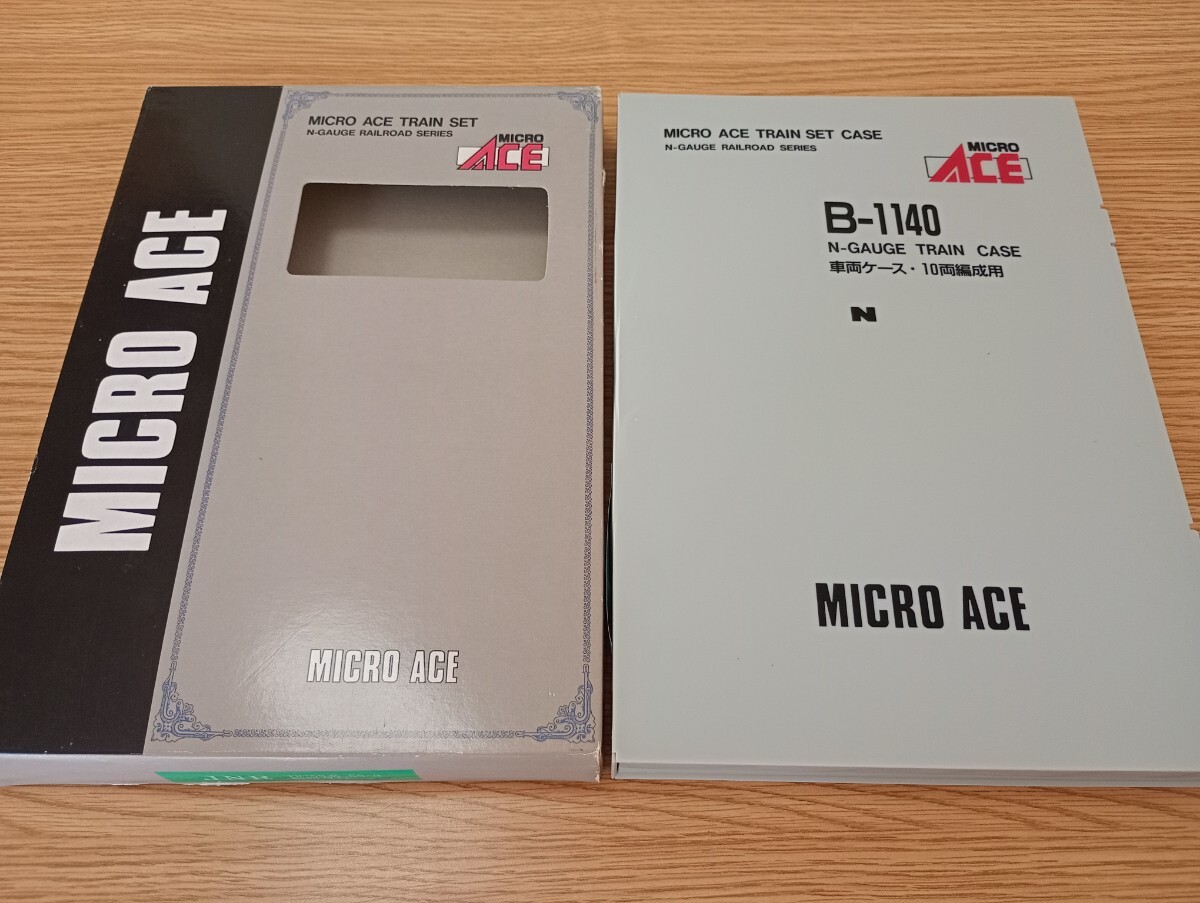 MICRO ACE
MICRO ACE TRAIN SET
N-GAUGE RAILROAD SERIES
MICRO
ACE
MICRO ACE
JNR
MICRO ACE TRAIN SET CASE
N-GAUGE RAILROAD SERIES
MICRO
ACE
B-1140
N-GAUGE TRAIN CASE
車両ケース・10両編成用
N
MICRO ACE